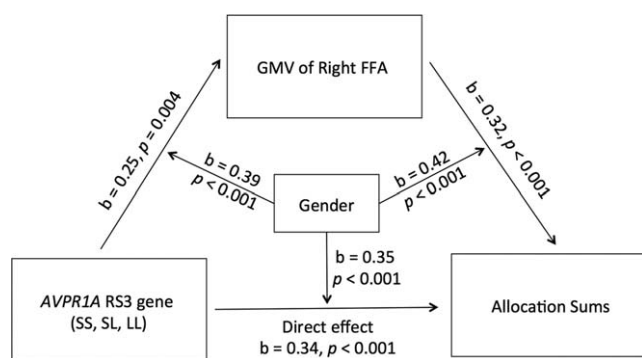 GMV of Right FFA
b = 0.25, p = 0.004
b = 0.32, p < 0.001
b = 0.39
p < 0.001
Gender
b = 0.42
p < 0.001
b = 0.35
p < 0.001
AVPR1A RS3 gene
(SS, SL, LL)
Direct effect
b = 0.34, p < 0.001
Allocation Sums